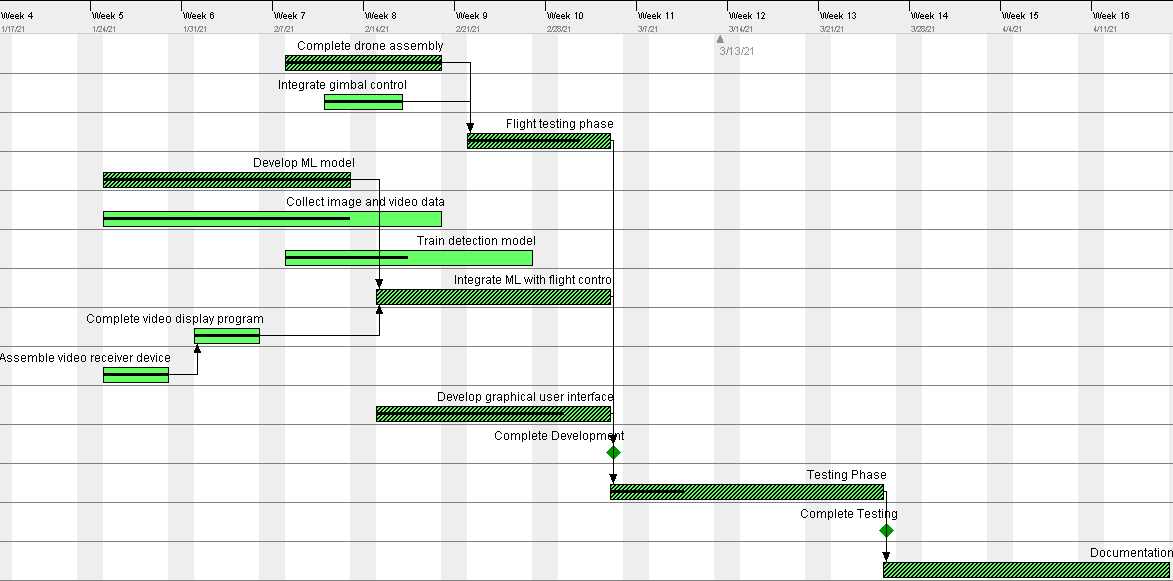 Week 4 Week 5 Week 6 Week 7 Week 8 Week 9 Week 10 Week 11 Week 12 Week 13 Week 14 Week 15 Week 16
1/17/21 1/24/21 1/31/21 2/7/21 2/14/21 2/21/21 2/28/21 3/7/21 3/14/21 3/21/21 3/28/21 4/4/21 4/11/21
Complete drone assembly
3/13/21
Integrate gimbal control
Flight testing phase
Develop ML model
Collect image and video data
Train detection model
Integrate ML with flight contro
Complete video display program
Assemble video receiver device
Develop graphical user interface
Complete Development
Testing Phase
Complete Testing
Documentation